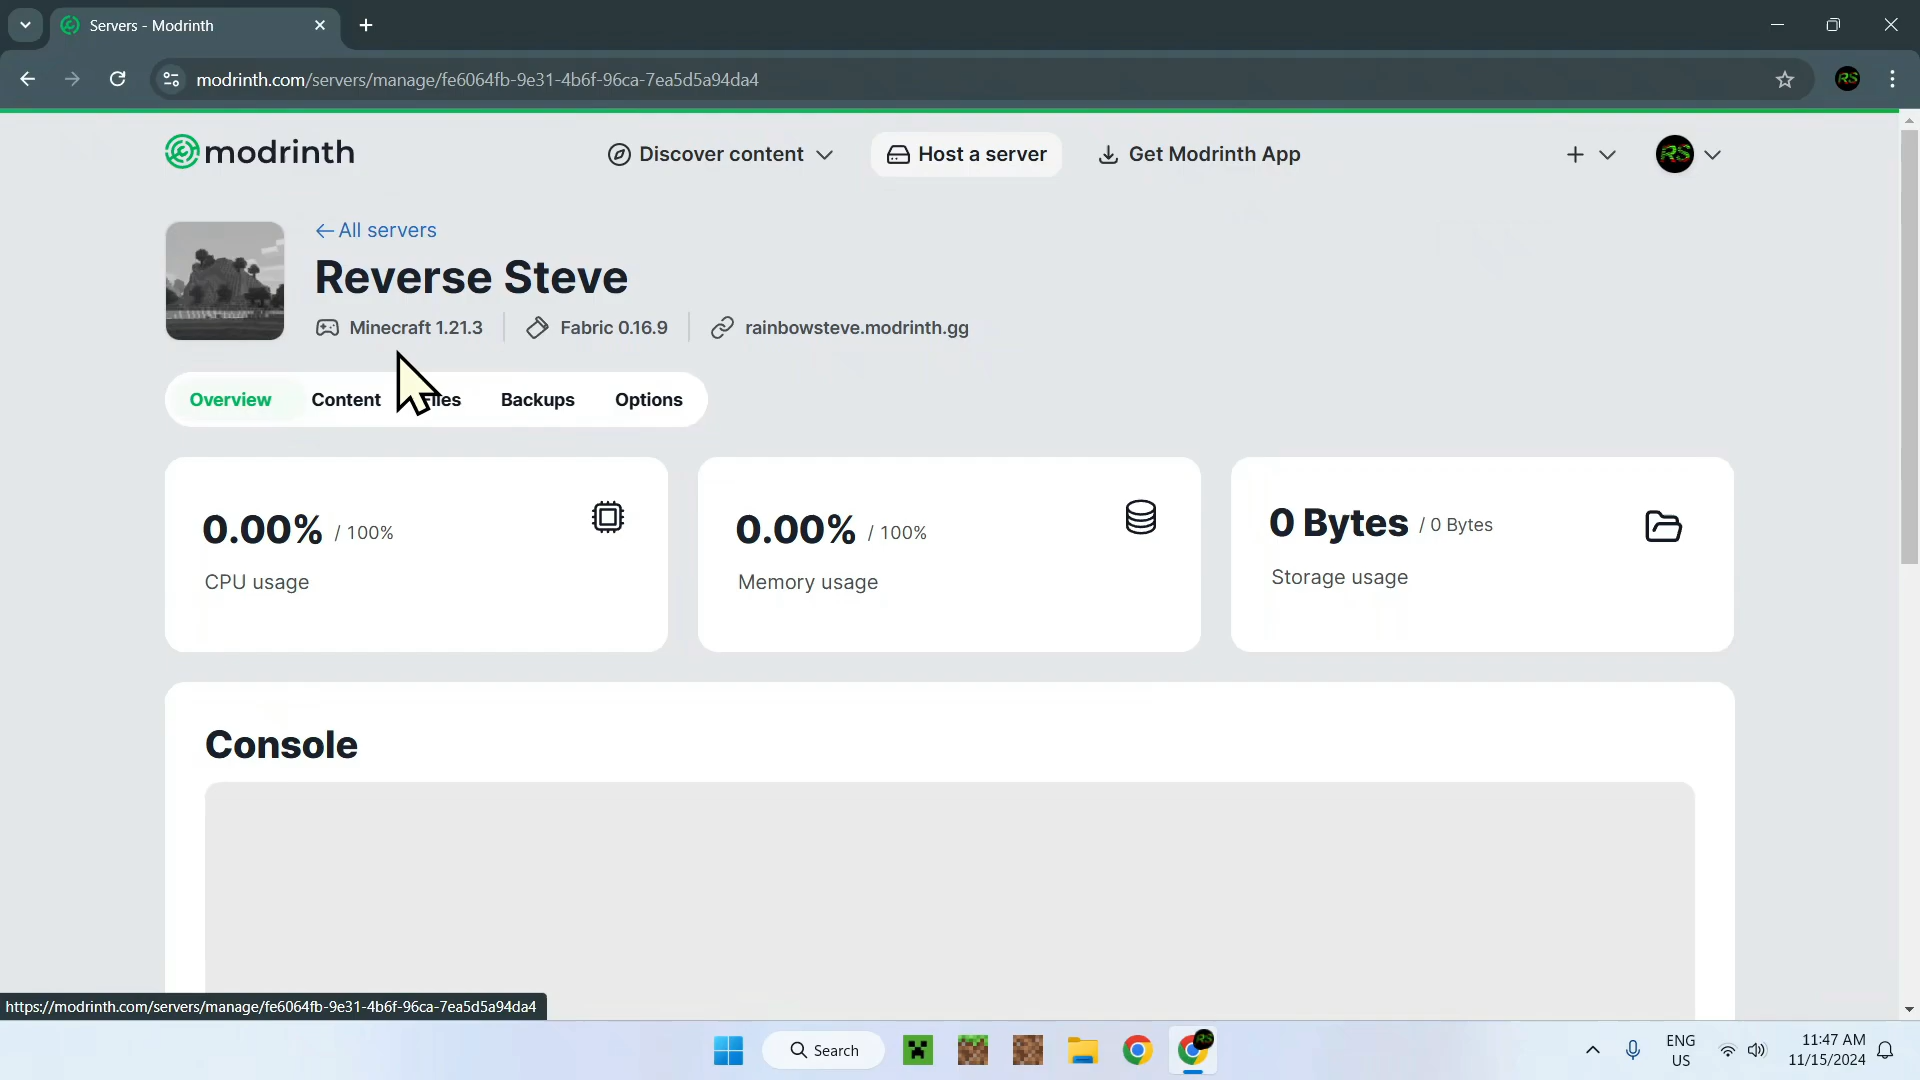 Servers - Modrinth
modrinth.com/servers/manage/fe6064fb-9e31-4b6f-96ca-7ea5d5a94da4
RS
modrinth
Discover content
Host a server
Get Modrinth App
RS
All servers
Reverse Steve
Minecraft 1.21.3
Fabric 0.16.9
rainbowsteve.modrinth.gg
Overview
Content
Backups
Options
0.00% / 100%
CPU usage
0.00% / 100%
Memory usage
0 Bytes / 0 Bytes
Storage usage
Console
https://modrinth.com/servers/manage/fe6064fb-9e31-4b6f-96ca-7ea5d5a94da4
Search
RS
ENG
US
11:47 AM
11/15/2024